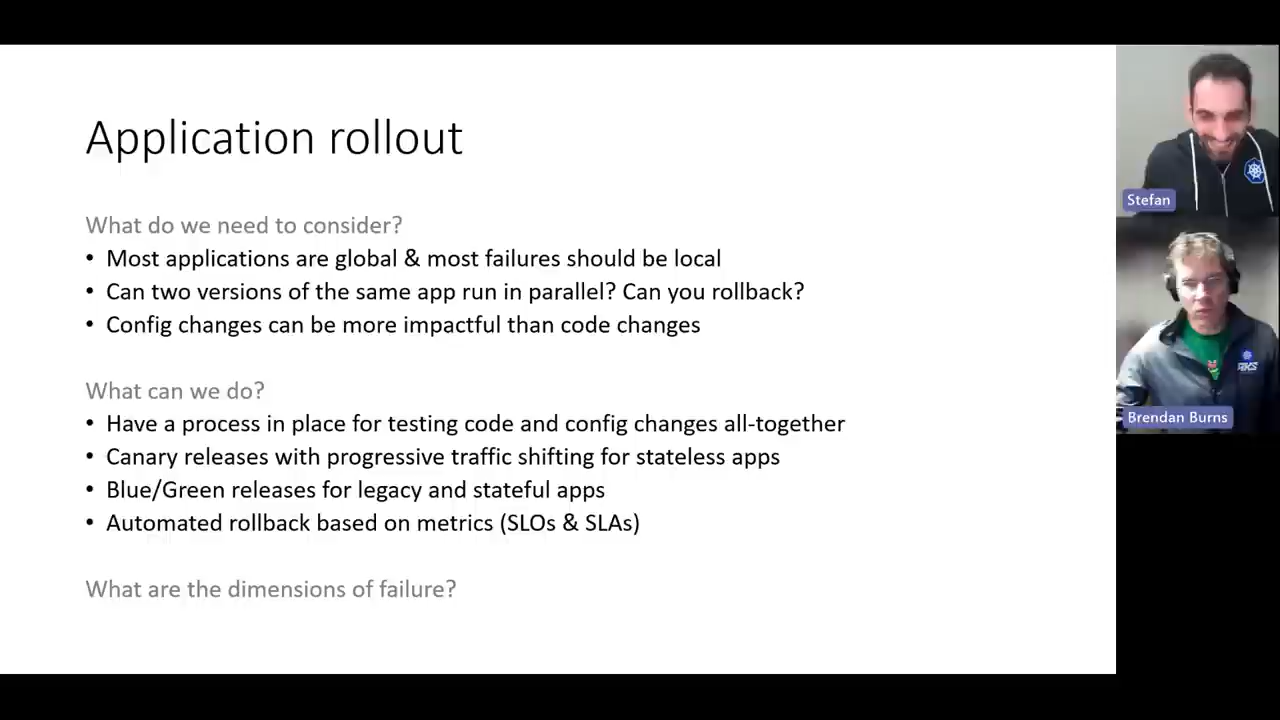 Application rollout
What do we need to consider?
• Most applications are global & most failures should be local
• Can two versions of the same app run in parallel? Can you rollback?
• Config changes can be more impactful than code changes
What can we do?
• Have a process in place for testing code and config changes all-together
• Canary releases with progressive traffic shifting for stateless apps
• Blue/Green releases for legacy and stateful apps
• Automated rollback based on metrics (SLOs & SLAs)
What are the dimensions of failure?
Stefan
AKS
Brendan Burns